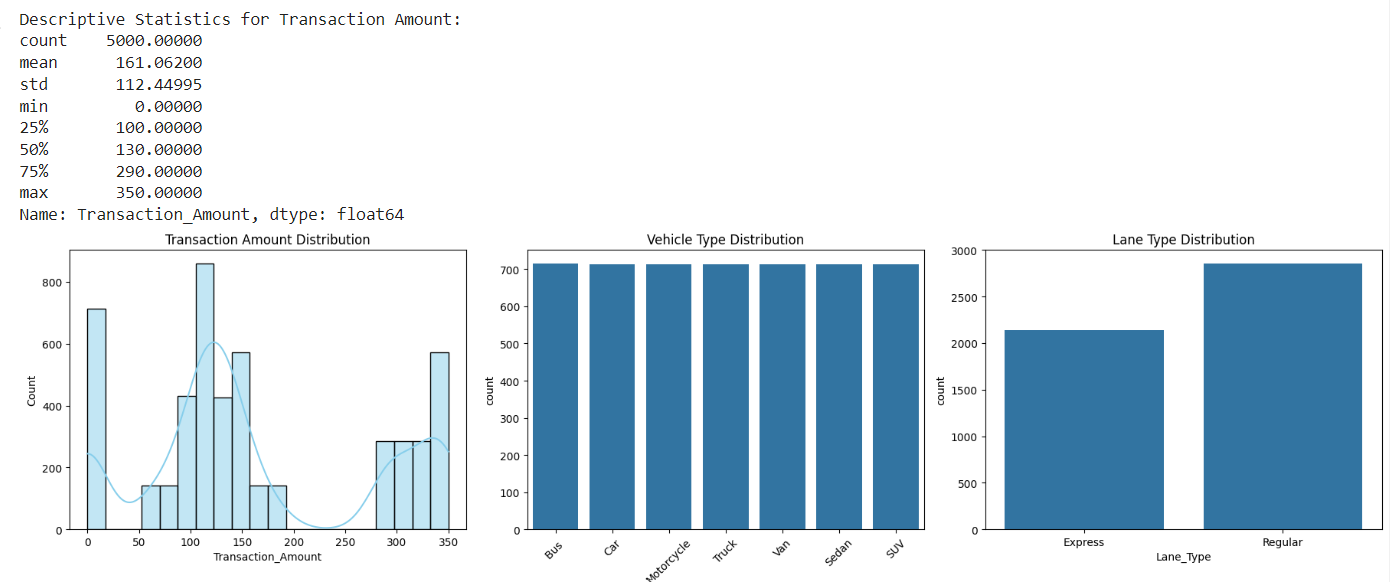 Descriptive Statistics for Transaction Amount:
count    5000.00000
mean      161.06200
std       112.44995
min         0.00000
25%       100.00000
50%       130.00000
75%       290.00000
max       350.00000
Name: Transaction_Amount, dtype: float64
Transaction Amount Distribution
800
600
400
200
0
Count
0 50 100 150 200 250 300 350
Transaction_Amount
Vehicle Type Distribution
700
600
500
400
300
200
100
0
count
Bus Car Motorcycle Truck Van Sedan SUV
Lane Type Distribution
3000
2500
2000
1500
1000
500
0
count
Express Regular
Lane_Type